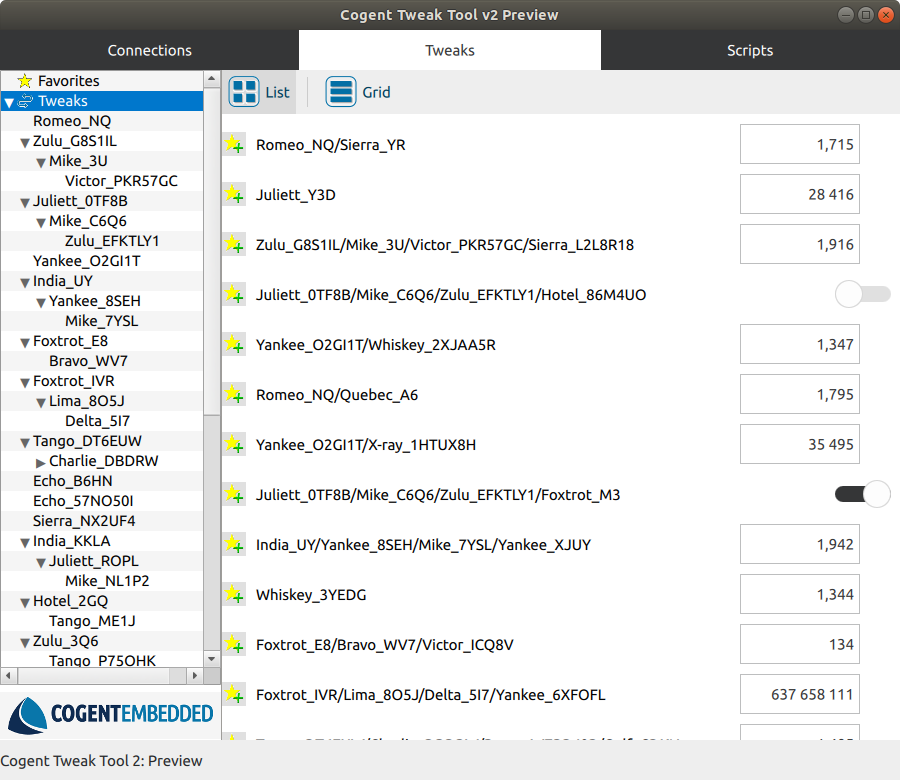 Cogent Tweak Tool v2 Preview
Connections
Tweaks
Scripts
Favorites
Tweaks
Romeo_NQ
Zulu_G8S1IL
Mike_3U
Victor_PKR57GC
Juliett_0TF8B
Mike_C6Q6
Zulu_EFKTLY1
Yankee_O2GI1T
India_UY
Yankee_8SEH
Mike_7YSL
Foxtrot_E8
Bravo_WV7
Foxtrot_IVR
Lima_8O5J
Delta_5I7
Tango_DT6EUW
Charlie_DBDRW
Echo_B6HN
Echo_57NO50I
Sierra_NX2UF4
India_KKLA
Juliett_ROPL
Mike_NL1P2
Hotel_2GQ
Tango_ME1J
Zulu_3Q6
Tango_P75OHK
COGENTEMBEDDED
List
Grid
Romeo_NQ/Sierra_YR 1,715
Juliett_Y3D 28 416
Zulu_G8S1IL/Mike_3U/Victor_PKR57GC/Sierra_L2L8R18 1,916
Juliett_0TF8B/Mike_C6Q6/Zulu_EFKTLY1/Hotel_86M4UO
Yankee_O2GI1T/Whiskey_2XJAA5R 1,347
Romeo_NQ/Quebec_A6 1,795
Yankee_O2GI1T/X-ray_1HTUX8H 35 495
Juliett_0TF8B/Mike_C6Q6/Zulu_EFKTLY1/Foxtrot_M3
India_UY/Yankee_8SEH/Mike_7YSL/Yankee_XJUY 1,942
Whiskey_3YEDG 1,344
Foxtrot_E8/Bravo_WV7/Victor_ICQ8V 134
Foxtrot_IVR/Lima_8O5J/Delta_5I7/Yankee_6XFOFL 637 658 111
Cogent Tweak Tool 2: Preview